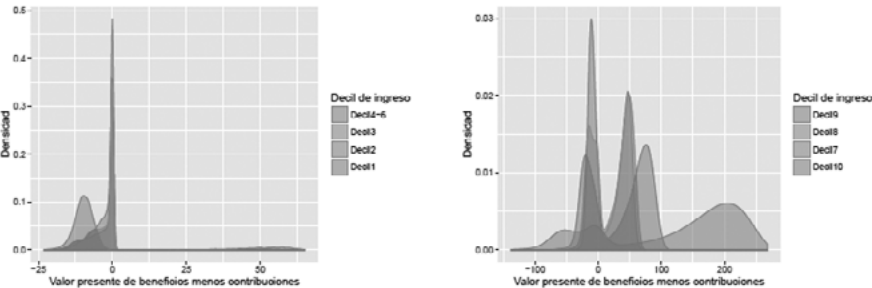 0.5
0.4
0.3
0.2
0.1
0.0
Densidad
−25
0
25
50
Valor presente de beneficios menos contribuciones
Decil de ingreso
Decil4−6
Decil3
Decil2
Decil1
0.03
0.02
0.01
0.00
Densidad
−100
0
100
200
Valor presente de beneficios menos contribuciones
Decil de ingreso
Decil9
Decil8
Decil7
Decil10